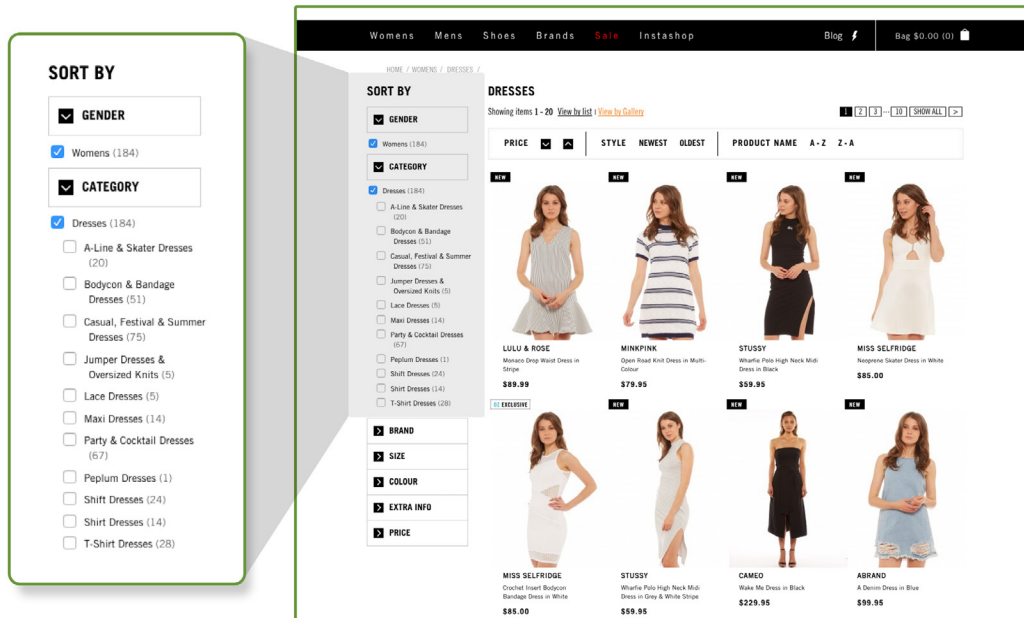 SORT BY
GENDER
Womens (184)
CATEGORY
Dresses (184)
A-Line & Skater Dresses
(20)
Bodycon & Bandage
Dresses (51)
Casual, Festival & Summer
Dresses (75)
Jumper Dresses &
Oversized Knits (5)
Lace Dresses (5)
Maxi Dresses (14)
Party & Cocktail Dresses
(67)
Peplum Dresses (1)
Shift Dresses (24)
Shirt Dresses (14)
T-Shirt Dresses (28)
Womens Mens Shoes Brands Sale Instashop Blog Bag $0.00 (0)
HOME / WOMENS / DRESSES /
SORT BY
GENDER
Womens (184)
CATEGORY
Dresses (184)
A-Line & Skater Dresses
(20)
Bodycon & Bandage
Dresses (51)
Casual, Festival & Summer
Dresses (75)
Jumper Dresses &
Oversized Knits (5)
Lace Dresses (5)
Maxi Dresses (14)
Party & Cocktail Dresses
(67)
Peplum Dresses (1)
Shift Dresses (24)
Shirt Dresses (14)
T-Shirt Dresses (28)
BRAND
SIZE
COLOUR
EXTRA INFO
PRICE
DRESSES
Showing items 1 - 20 View by list | View by Gallery 1 2 3 ... 10 SHOW ALL >
PRICE STYLE NEWEST OLDEST PRODUCT NAME A - Z Z - A
NEW
LULU & ROSE
Monaco Drop Waist Dress in
Stripe
$89.99
NEW
MINKPINK
Open Road Knit Dress in Multi-
Colour
$79.95
NEW
STUSSY
Wharfie Polo High Neck Midi
Dress in Black
$59.95
NEW
MISS SELFRIDGE
Neoprene Skater Dress in White
$85.00
EXCLUSIVE
MISS SELFRIDGE
Crochet Insert Bodycon
Bandage Dress in White
$85.00
NEW
STUSSY
Wharfie Polo High Neck Midi
Dress in Grey & White Stripe
$59.95
NEW
CAMEO
Wake Me Dress in Black
$229.95
NEW
ABRAND
A Denim Dress in Blue
$99.95